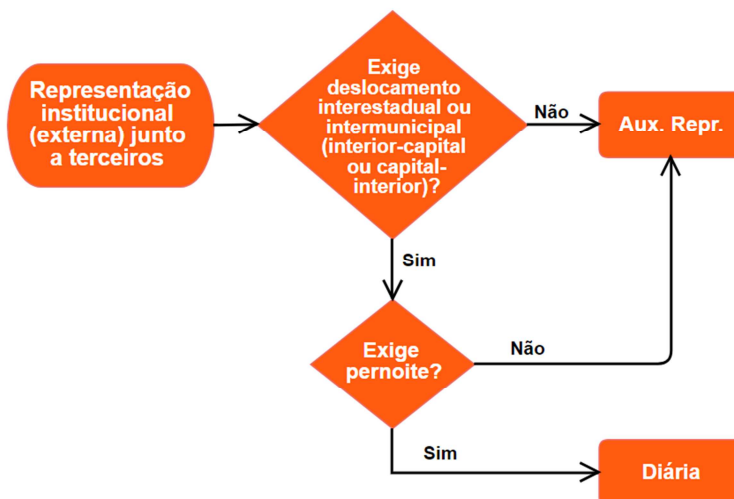 Representação
institucional
(externa) junto
a terceiros
Exige
deslocamento
interestadual ou
intermunicipal
(interior-capital
ou capital-
interior)?
Não
Aux. Repr.
Sim
Exige
pernoite?
Não
Sim
Diária